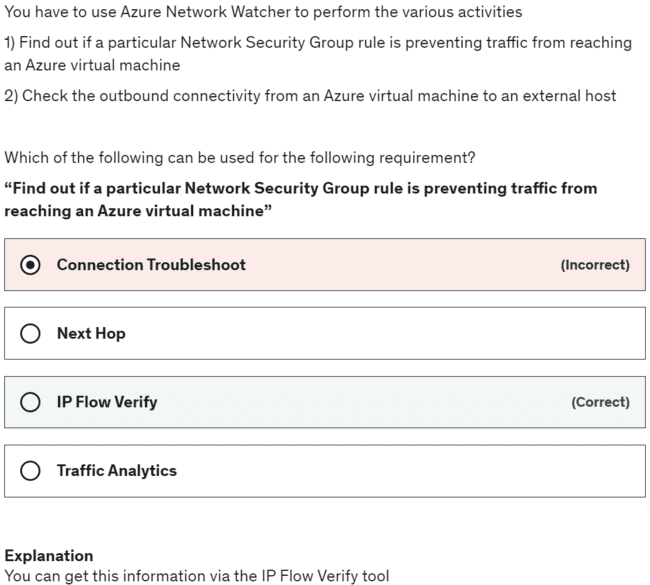 You have to use Azure Network Watcher to perform the various activities
1) Find out if a particular Network Security Group rule is preventing traffic from reaching
an Azure virtual machine
2) Check the outbound connectivity from an Azure virtual machine to an external host
Which of the following can be used for the following requirement?
“Find out if a particular Network Security Group rule is preventing traffic from
reaching an Azure virtual machine”
Connection Troubleshoot (Incorrect)
Next Hop
IP Flow Verify (Correct)
Traffic Analytics
Explanation
You can get this information via the IP Flow Verify tool